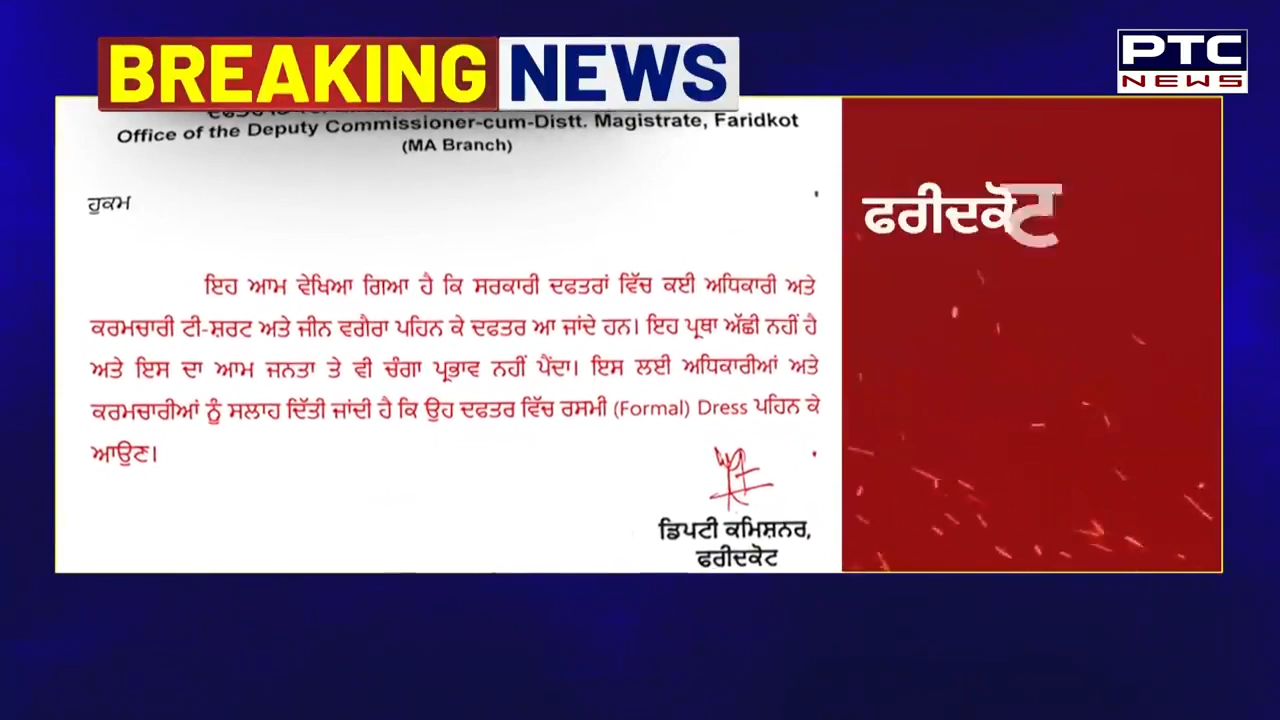 BREAKING NEWS
PTC
NEWS
Office of the Deputy Commissioner-cum-Distt. Magistrate, Faridkot
(MA Branch)
ਹੁਕਮ
ਇਹ ਆਮ ਵੇਖਿਆ ਗਿਆ ਹੈ ਕਿ ਸਰਕਾਰੀ ਦਫਤਰਾਂ ਵਿੱਚ ਕਈ ਅਧਿਕਾਰੀ ਅਤੇ
ਕਰਮਚਾਰੀ ਟੀ-ਸ਼ਰਟ ਅਤੇ ਜੀਨ ਵਗੈਰਾ ਪਹਿਨ ਕੇ ਦਫਤਰ ਆ ਜਾਂਦੇ ਹਨ। ਇਹ ਪ੍ਰਥਾ ਅੱਛੀ ਨਹੀਂ ਹੈ
ਅਤੇ ਇਸ ਦਾ ਆਮ ਜਨਤਾ ਤੇ ਵੀ ਚੰਗਾ ਪ੍ਰਭਾਵ ਨਹੀਂ ਪੈਂਦਾ। ਇਸ ਲਈ ਅਧਿਕਾਰੀਆਂ ਅਤੇ
ਕਰਮਚਾਰੀਆਂ ਨੂੰ ਸਲਾਹ ਦਿੱਤੀ ਜਾਂਦੀ ਹੈ ਕਿ ਉਹ ਦਫਤਰ ਵਿੱਚ ਰਸਮੀ (Formal) Dress ਪਹਿਨ ਕੇ
ਆਉਣ।
ਡਿਪਟੀ ਕਮਿਸ਼ਨਰ,
ਫਰੀਦਕੋਟ
ਫਰੀਦਕੋਟ